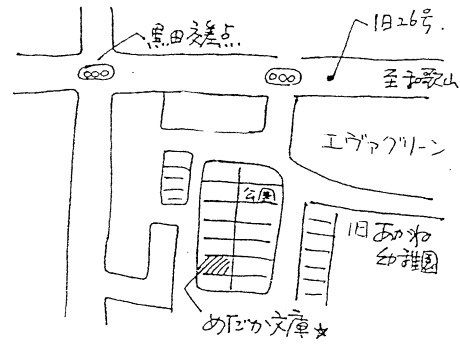 黒田交差点
旧26号.
至和歌山
エヴァグリーン
公園
旧あかね
幼稚園
めだか文庫☆